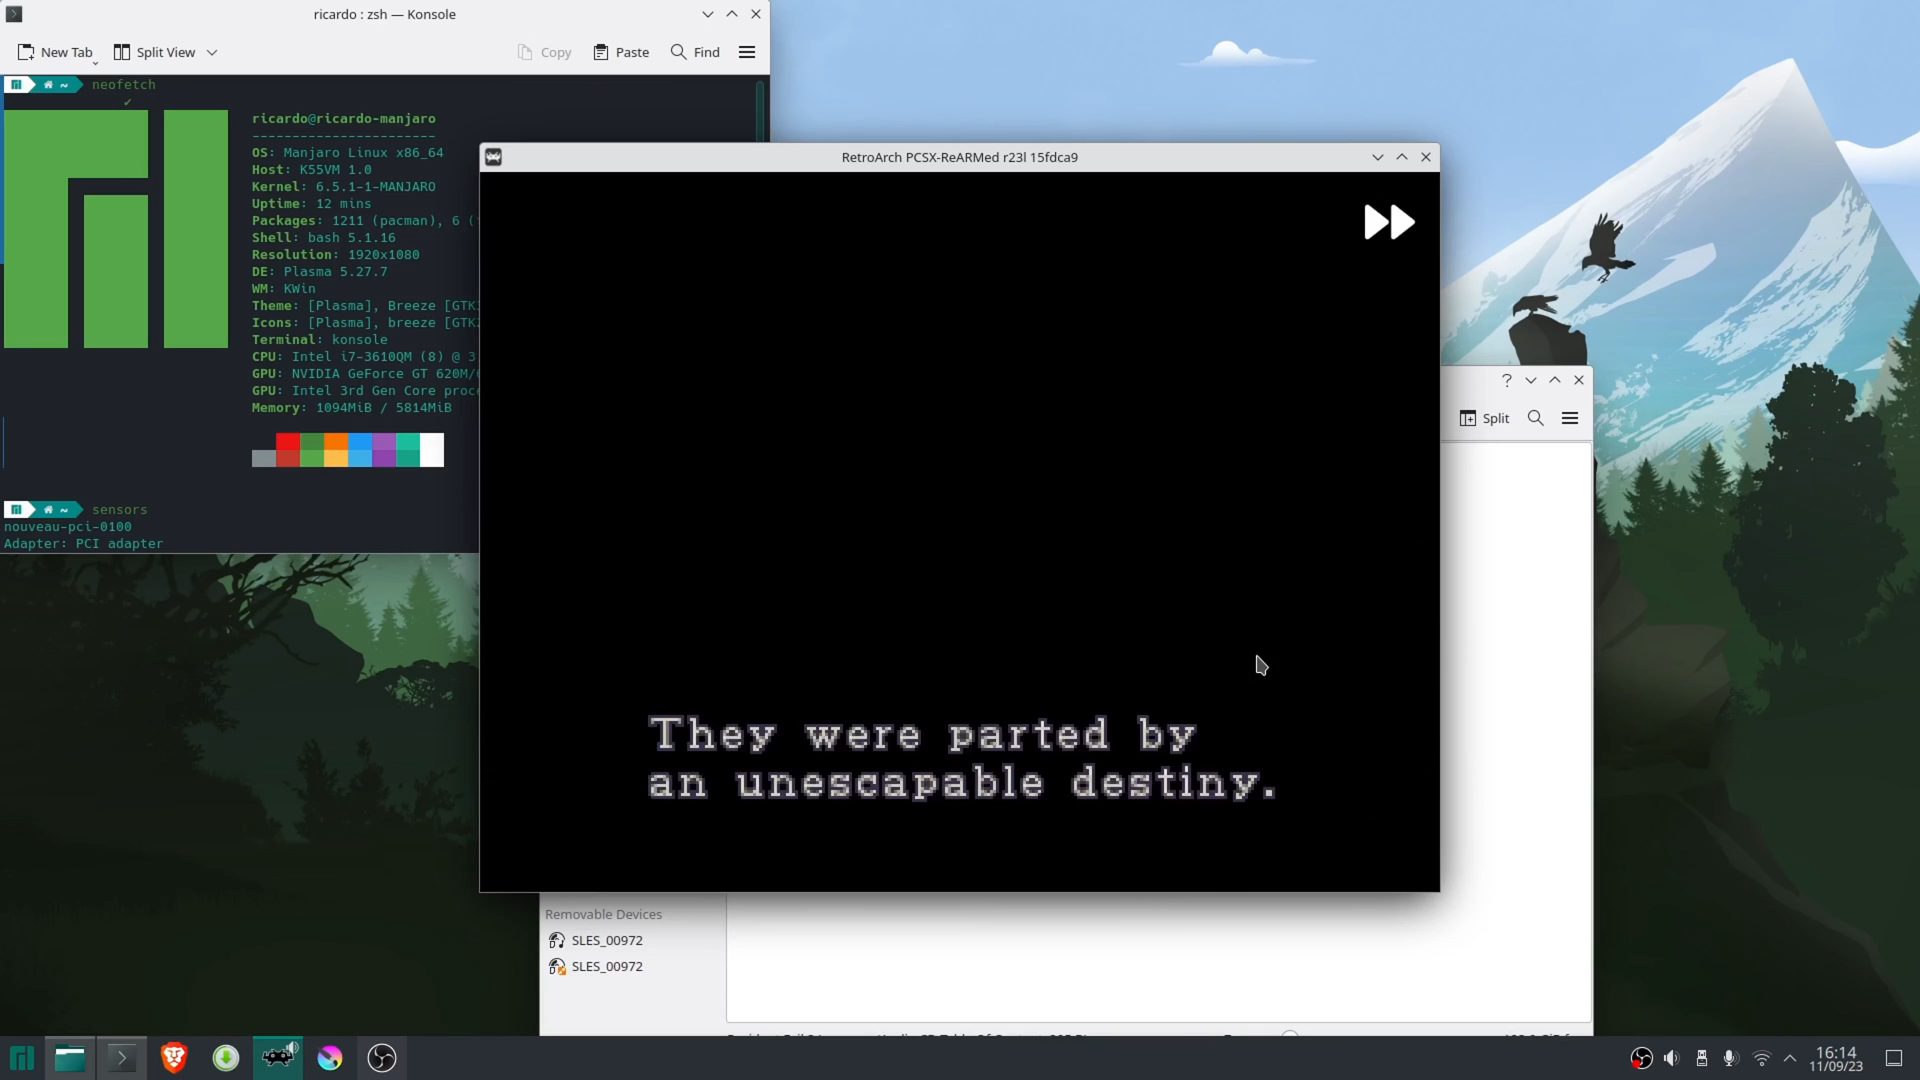 ricardo : zsh — Konsole
New Tab
Split View
Copy
Paste
Find
~ neofetch
ricardo@ricardo-manjaro
-----------------------
OS: Manjaro Linux x86_64
Host: K55VM 1.0
Kernel: 6.5.1-1-MANJARO
Uptime: 12 mins
Packages: 1211 (pacman), 6 (
Shell: bash 5.1.16
Resolution: 1920x1080
DE: Plasma 5.27.7
WM: KWin
Theme: [Plasma], Breeze [GTK
Icons: [Plasma], breeze [GTK
Terminal: konsole
CPU: Intel i7-3610QM (8) @ 3
GPU: NVIDIA GeForce GT 620M/
GPU: Intel 3rd Gen Core proc
Memory: 1094MiB / 5814MiB
~ sensors
nouveau-pci-0100
Adapter: PCI adapter
RetroArch PCSX-ReARMed r23l 15fdca9
They were parted by
an unescapable destiny.
Split
Removable Devices
SLES_00972
SLES_00972
16:14
11/09/23